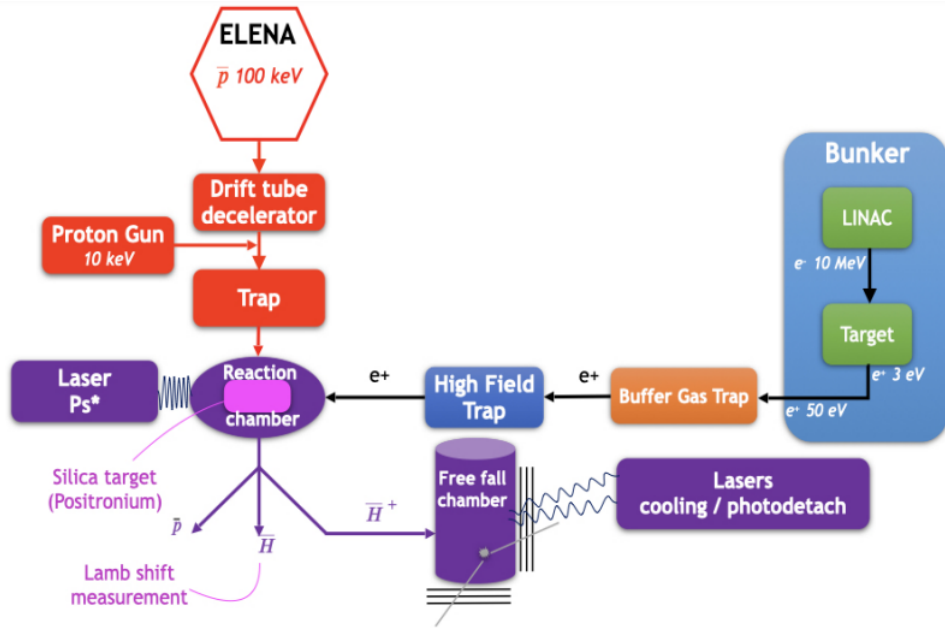 ELENA
p̅ 100 keV
Drift tube
decelerator
Proton Gun
10 keV
Trap
Laser
Ps*
Reaction
chamber
Silica target
(Positronium)
p̅
H̅
Lamb shift
measurement
H̅⁺
e+
High Field
Trap
e+
Buffer Gas Trap
Bunker
LINAC
e⁻ 10 MeV
Target
e⁺ 3 eV
e⁺ 50 eV
Free fall
chamber
Lasers
cooling / photodetach